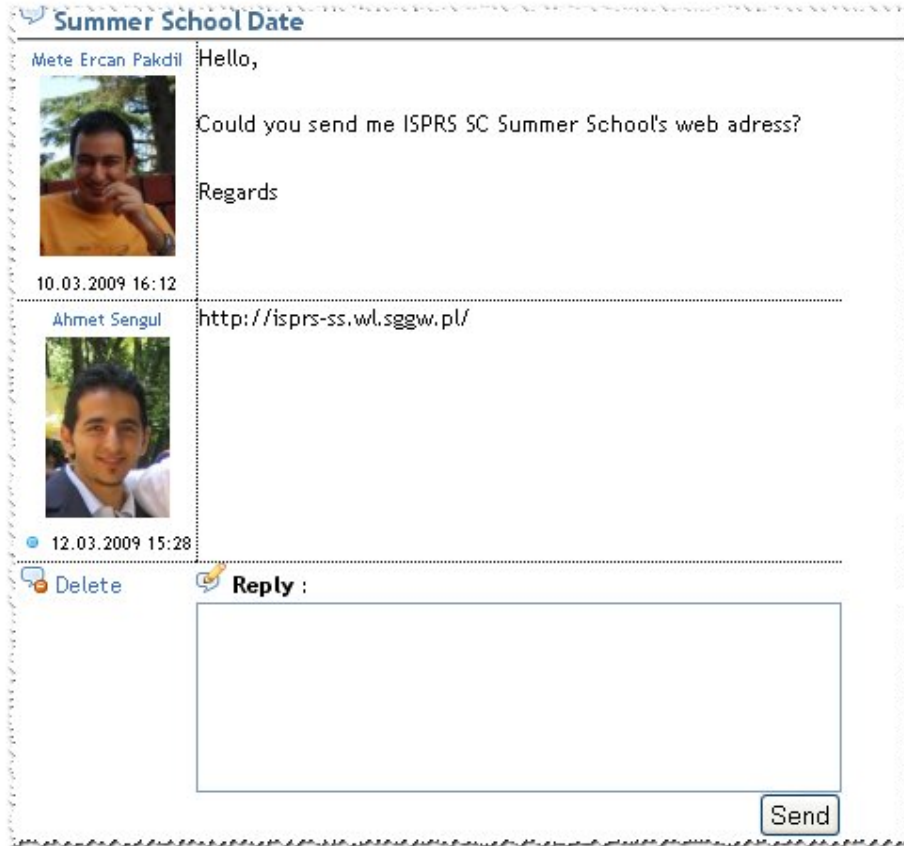 Summer School Date
Mete Ercan Pakdil
Hello,
Could you send me ISPRS SC Summer School's web adress?
Regards
10.03.2009 16:12
Ahmet Sengul
http://isprs-ss.wl.sggw.pl/
12.03.2009 15:28
Delete
Reply :
Send